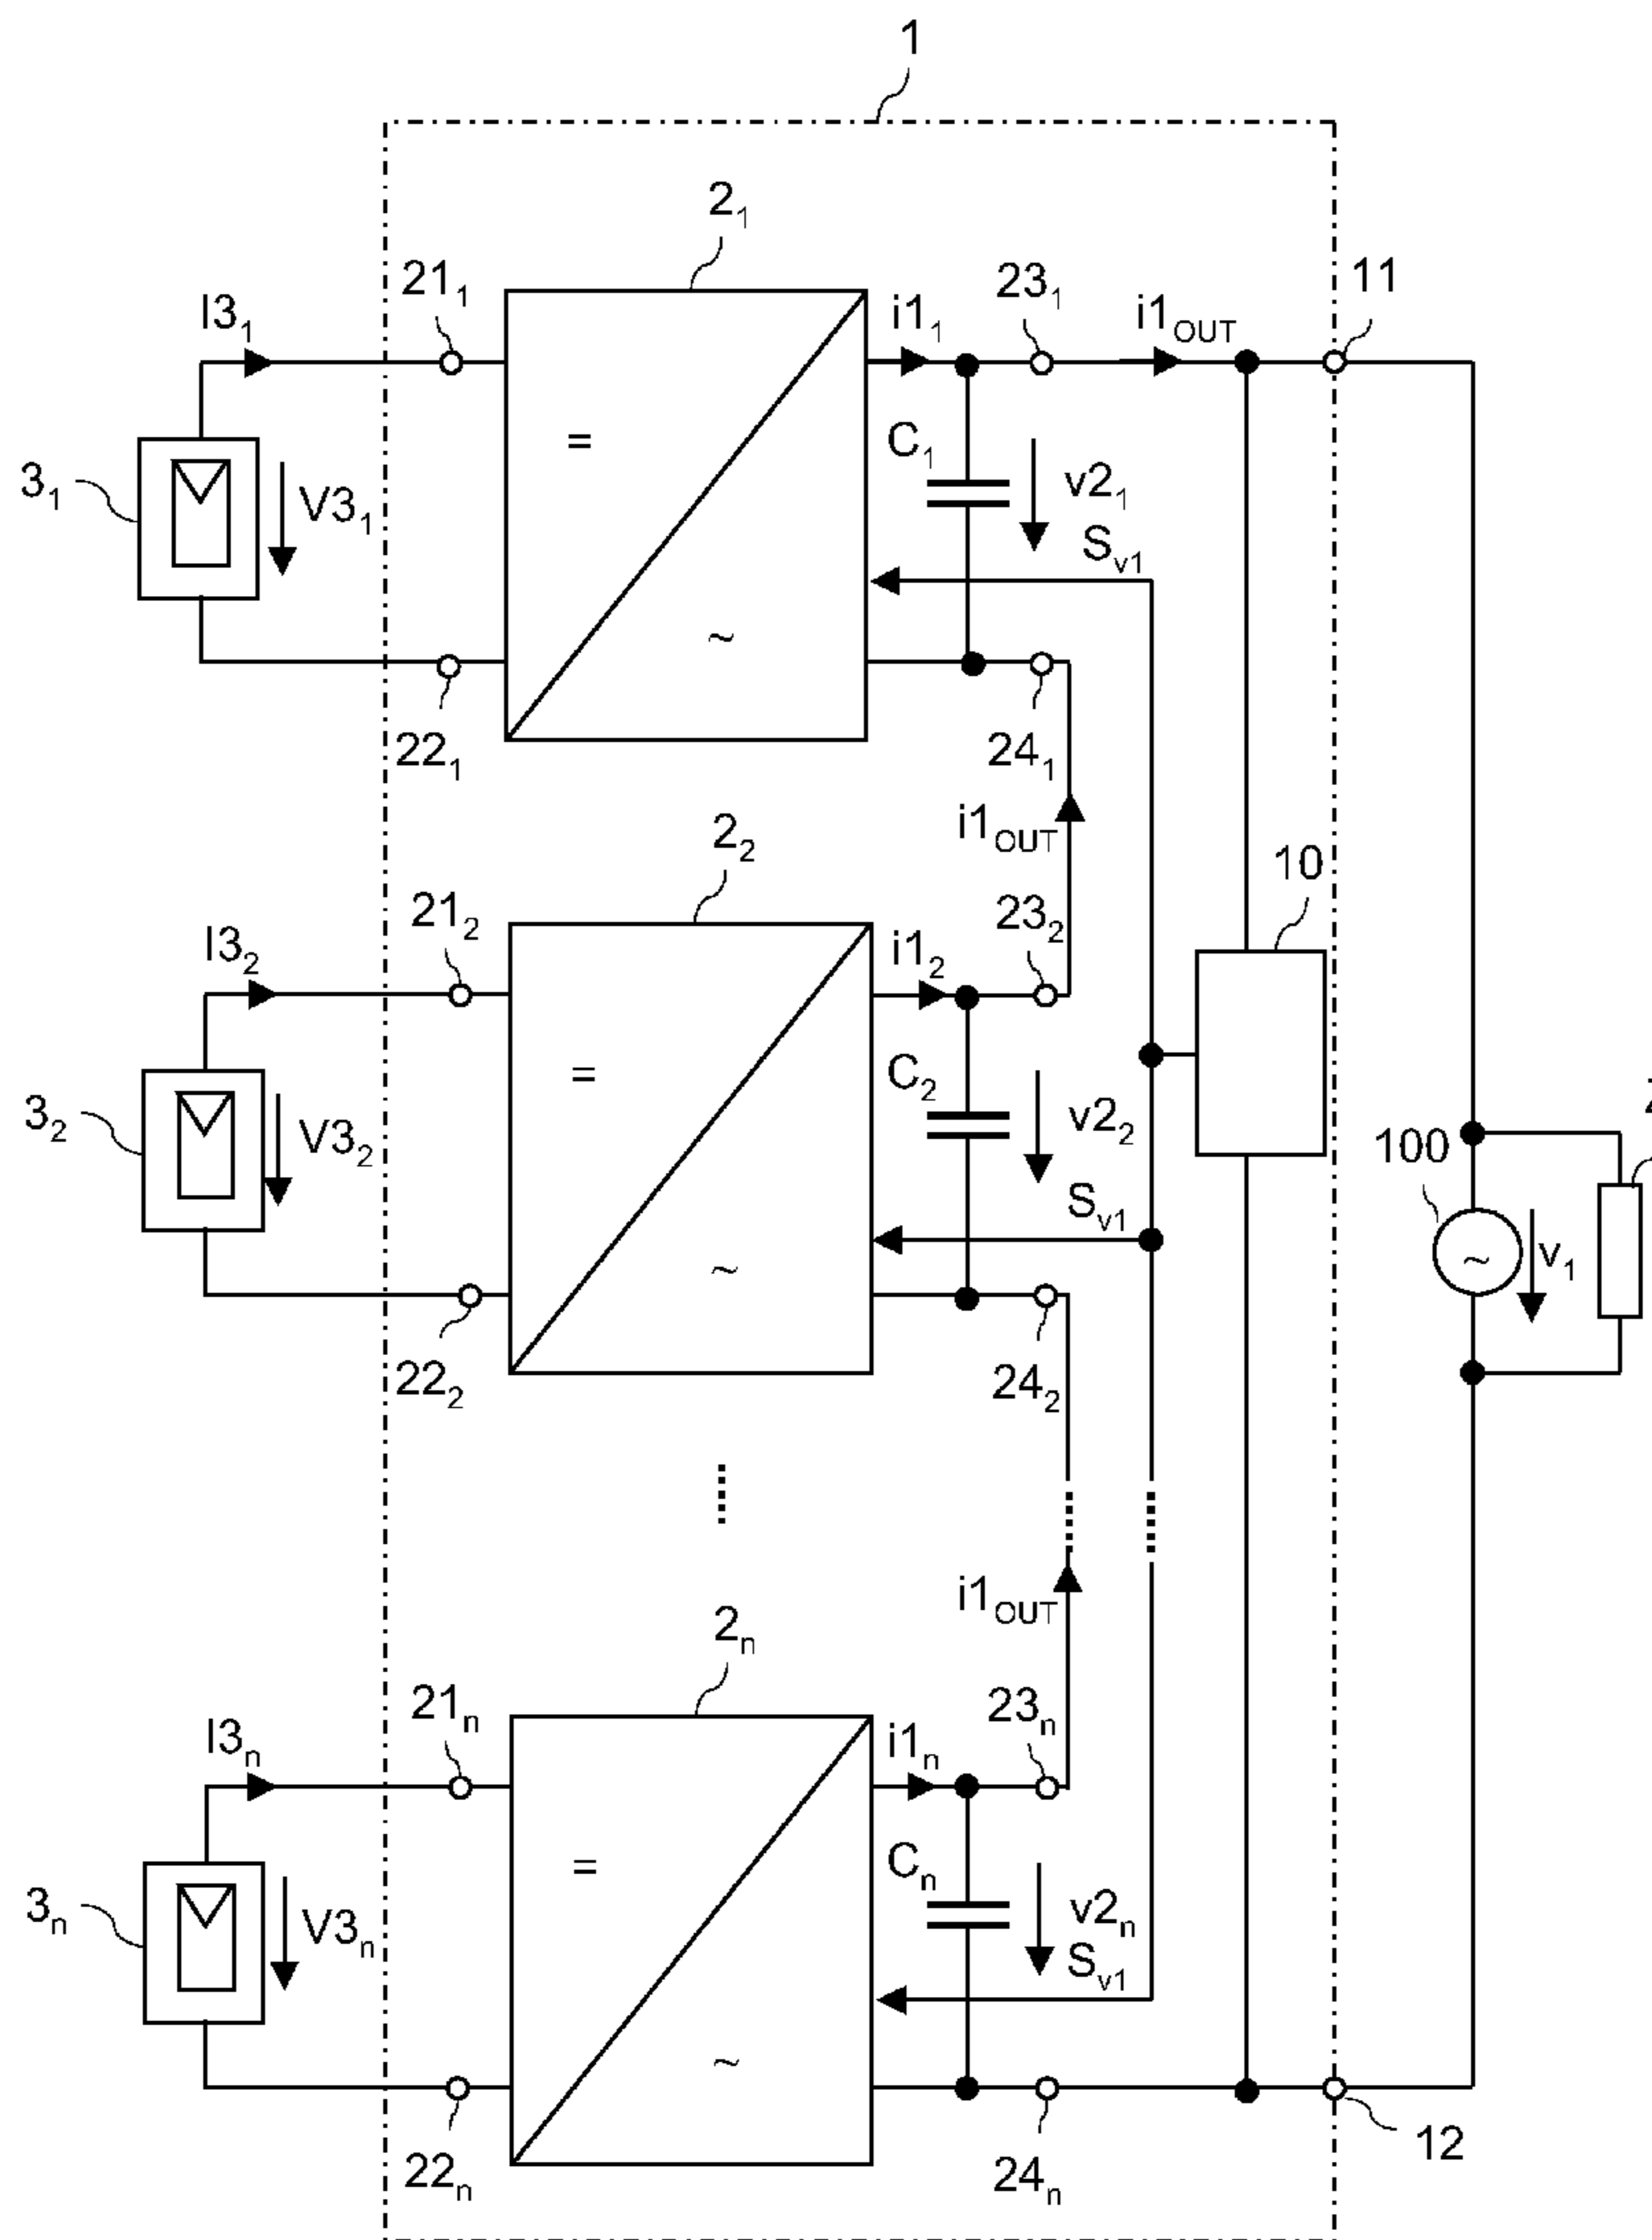 1
2₁
21₁
I3₁
i1₁
23₁
i1OUT
11
3₁
V3₁
=
C₁
v2₁
Sv1
~
22₁
24₁
i1OUT
2₂
10
21₂
I3₂
i1₂
23₂
3₂
V3₂
=
C₂
v2₂
100
Sv1
~
v₁
22₂
24₂
i1OUT
2ₙ
21ₙ
I3ₙ
i1ₙ
23ₙ
3ₙ
V3ₙ
=
Cₙ
v2ₙ
Sv1
~
~
22ₙ
24ₙ
12